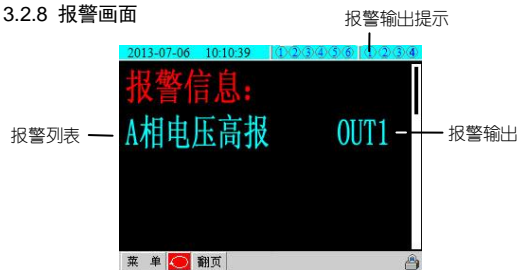 3.2.8 报警画面
报警输出提示
2013-07-06 10:10:39 ①②③④⑤⑥ ①②③④
报警信息：
报警列表
A相电压高报 OUT1
报警输出
菜 单 翻页